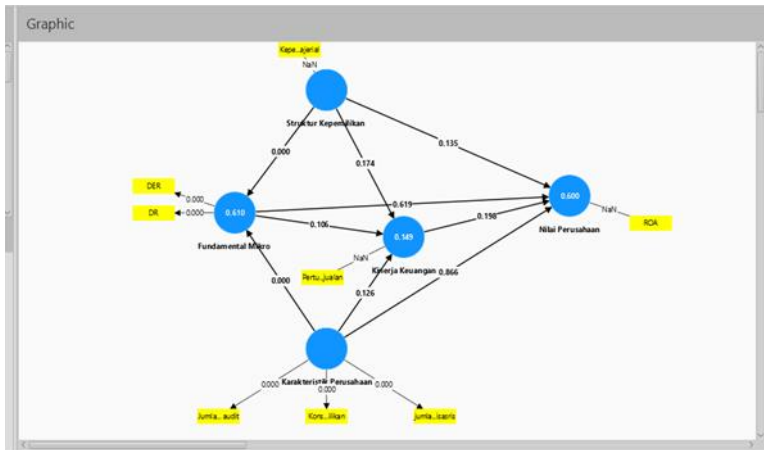 Graphic
Kepe...ajerial
NaN
Struktur Kepemilikan
0.000
0.174
0.135
DER
0.000
DR
0.000
0.610
Fundamental Mikro
0.619
0.106
0.149
Kinerja Keuangan
0.198
0.600
Nilai Perusahaan
NaN
ROA
NaN
Pertu...jualan
0.000
0.126
0.866
Karakteristik Perusahaan
0.000
0.000
0.000
Jumla... audit
Kons...ilikan